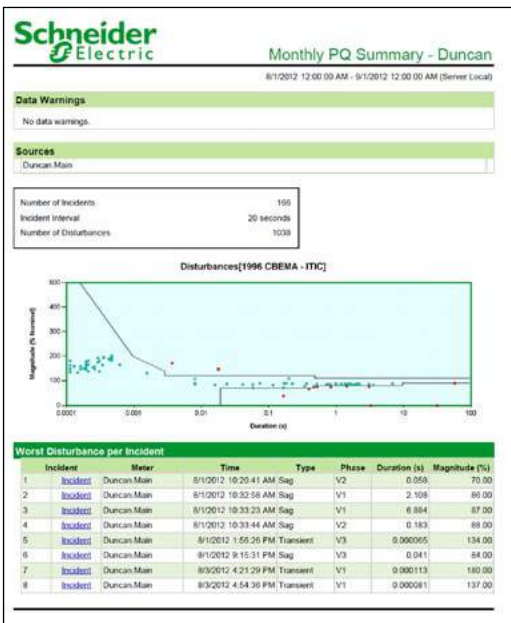 Schneider
Electric
Monthly PQ Summary - Duncan
8/1/2012 12:00:00 AM - 9/1/2012 12:00:00 AM (Server Local)
Data Warnings
No data warnings.
Sources
Duncan.Main
Number of Incidents 166
Incident Interval 20 seconds
Number of Disturbances 1038
Disturbances[1996 CBEMA - ITIC]
Magnitude (% Nominal)
500
400
300
200
100
0
0.0001 0.001 0.01 0.1 1 10 100
Duration (s)
Worst Disturbance per Incident
Incident Meter Time Type Phase Duration (s) Magnitude (%)
1 Incident Duncan.Main 8/1/2012 10:20:41 AM Sag V2 0.058 70.00
2 Incident Duncan.Main 8/1/2012 10:32:58 AM Sag V1 2.108 86.00
3 Incident Duncan.Main 8/1/2012 10:33:23 AM Sag V1 6.884 87.00
4 Incident Duncan.Main 8/1/2012 10:33:44 AM Sag V2 0.183 88.00
5 Incident Duncan.Main 8/1/2012 1:56:26 PM Transient V3 0.000065 134.00
6 Incident Duncan.Main 8/1/2012 9:15:31 PM Sag V3 0.041 84.00
7 Incident Duncan.Main 8/3/2012 4:21:29 PM Transient V1 0.000113 180.00
8 Incident Duncan.Main 8/3/2012 4:54:36 PM Transient V1 0.000081 137.00